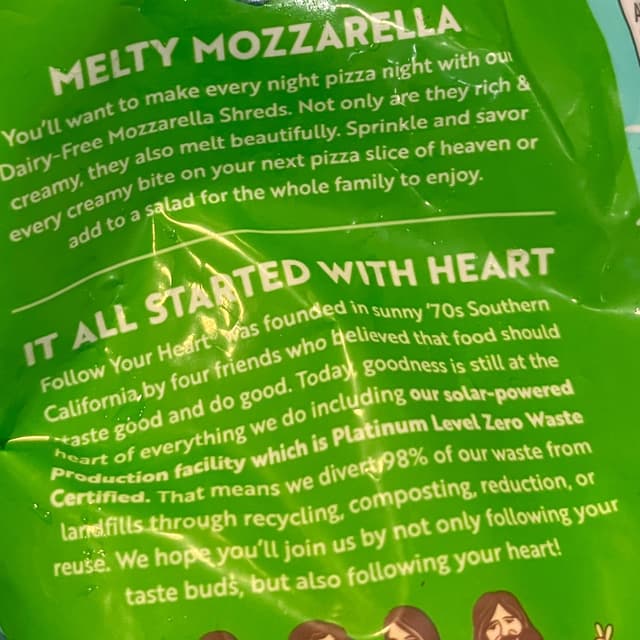 MELTY MOZZARELLA
You'll want to make every night pizza night with our
Dairy-Free Mozzarella Shreds. Not only are they rich &
creamy, they also melt beautifully. Sprinkle and savor
every creamy bite on your next pizza slice of heaven or
add to a salad for the whole family to enjoy.
IT ALL STARTED WITH HEART
Follow Your Heart was founded in sunny '70s Southern
California, by four friends who believed that food should
taste good and do good. Today, goodness is still at the
heart of everything we do including our solar-powered
production facility which is Platinum Level Zero Waste
Certified. That means we divert 98% of our waste from
landfills through recycling, composting, reduction, or
reuse. We hope you'll join us by not only following your
taste buds, but also following your heart!